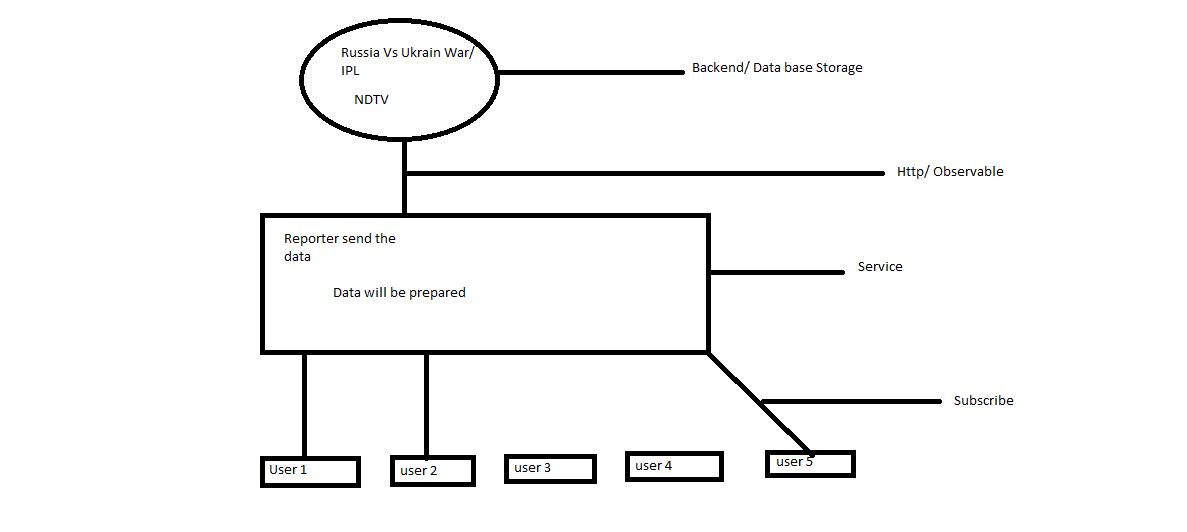 Russia Vs Ukrain War/
IPL
NDTV
Backend/ Data base Storage
Http/ Observable
Reporter send the
data
Data will be prepared
Service
Subscribe
User 1
user 2
user 3
user 4
user 5